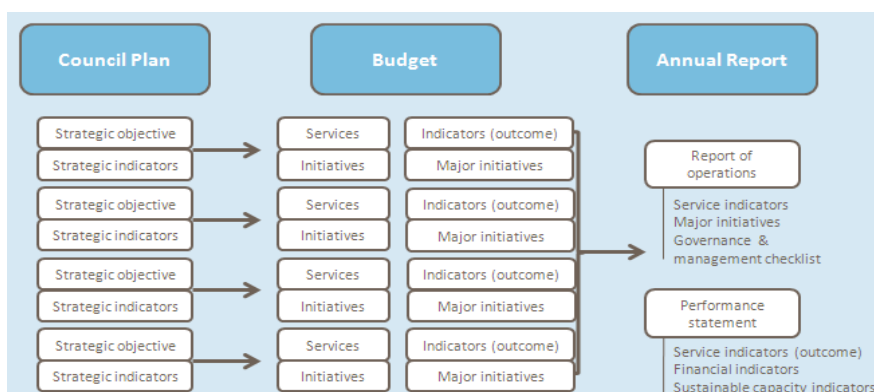 Council Plan
Budget
Annual Report
Strategic objective
Strategic indicators
Services
Initiatives
Indicators (outcome)
Major initiatives
Strategic objective
Strategic indicators
Services
Initiatives
Indicators (outcome)
Major initiatives
Strategic objective
Strategic indicators
Services
Initiatives
Indicators (outcome)
Major initiatives
Strategic objective
Strategic indicators
Services
Initiatives
Indicators (outcome)
Major initiatives
Report of
operations
Service indicators
Major initiatives
Governance &
management checklist
Performance
statement
Service indicators (outcome)
Financial indicators
Sustainable capacity indicators